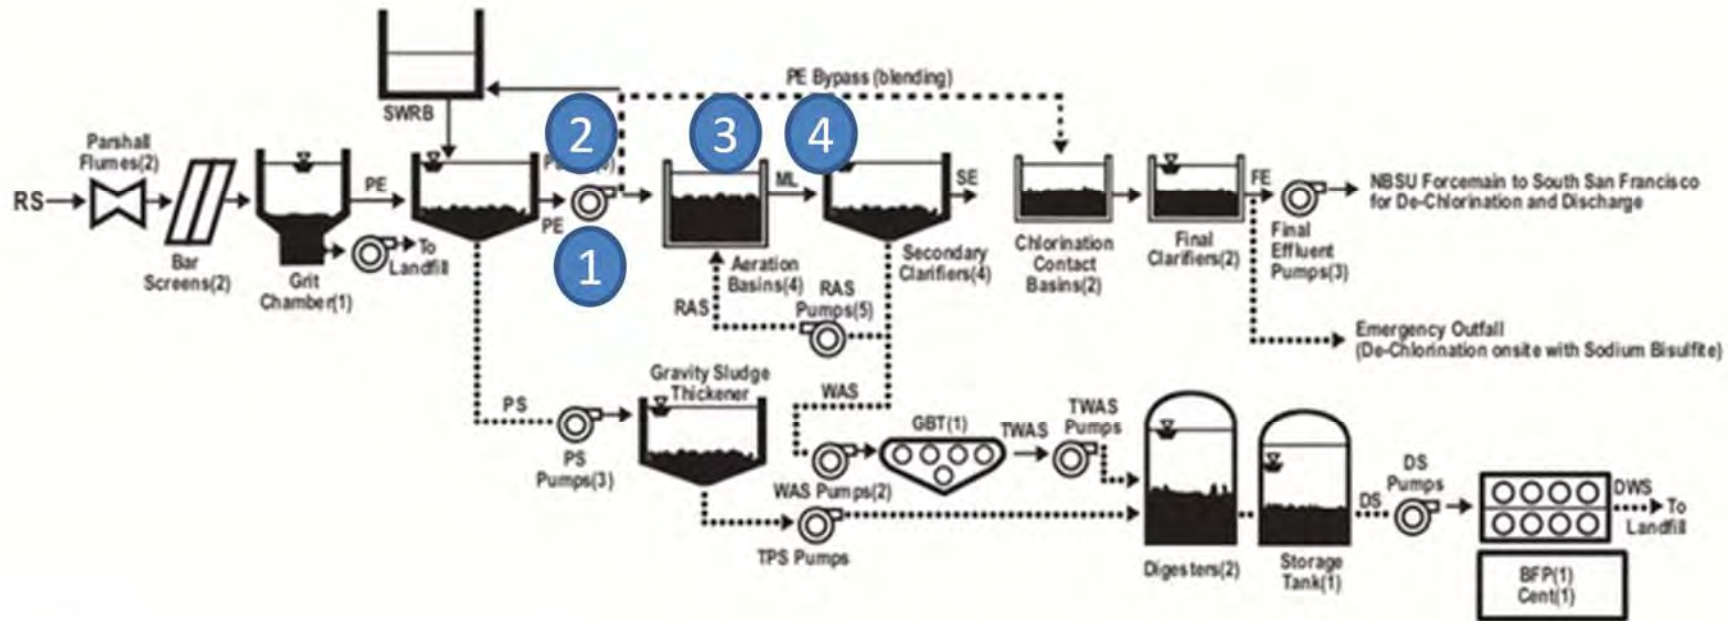 PE Bypass (blending)
SWRB
2
3
4
Parshall
Flumes(2)
RS
PE
ML
SE
FE
NBSU Forcemain to South San Francisco
for De-Chlorination and Discharge
PE
1
To
Landfill
Bar
Screens(2)
Grit
Chamber(1)
Aeration
Basins(4)
Secondary
Clarifiers(4)
Chlorination
Contact
Basins(2)
Final
Clarifiers(2)
Final
Effluent
Pumps(3)
RAS
RAS
Pumps(5)
Emergency Outfall
(De-Chlorination onsite with Sodium Bisulfite)
Gravity Sludge
Thickener
PS
WAS
PS
Pumps(3)
GBT(1)
TWAS
TWAS
Pumps
WAS Pumps(2)
TPS Pumps
Digesters(2)
Storage
Tank(1)
DS
DS
Pumps
DWS
To
Landfill
BFP(1)
Cent(1)